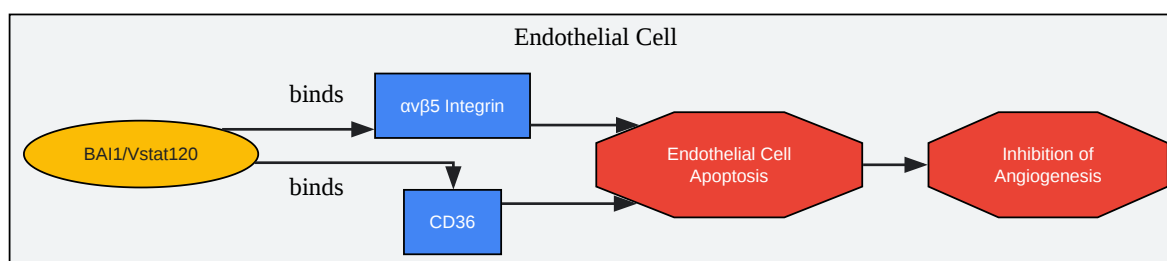 Endothelial Cell
binds
αvβ5 Integrin
BAI1/Vstat120
Endothelial Cell
Apoptosis
Inhibition of
Angiogenesis
binds
CD36